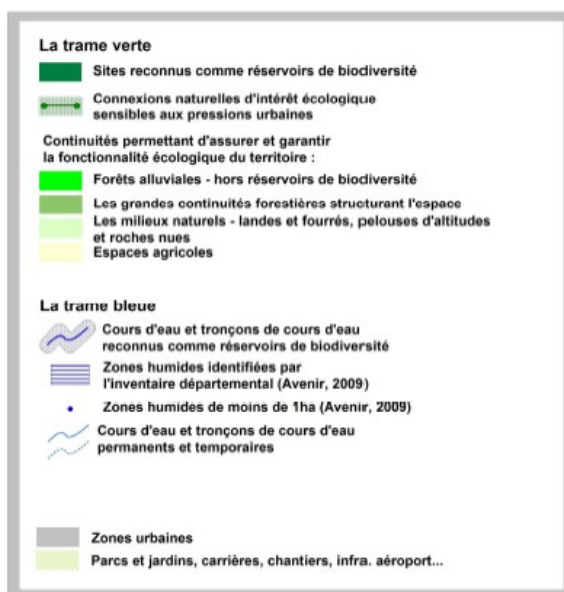 La trame verte
Sites reconnus comme réservoirs de biodiversité
Connexions naturelles d'intérêt écologique
sensibles aux pressions urbaines
Continuités permettant d'assurer et garantir
la fonctionnalité écologique du territoire :
Forêts alluviales - hors réservoirs de biodiversité
Les grandes continuités forestières structurant l'espace
Les milieux naturels - landes et fourrés, pelouses d'altitudes
et roches nues
Espaces agricoles
La trame bleue
Cours d'eau et tronçons de cours d'eau
reconnus comme réservoirs de biodiversité
Zones humides identifiées par
l'inventaire départemental (Avenir, 2009)
Zones humides de moins de 1ha (Avenir, 2009)
Cours d'eau et tronçons de cours d'eau
permanents et temporaires
Zones urbaines
Parcs et jardins, carrières, chantiers, infra. aéroport...